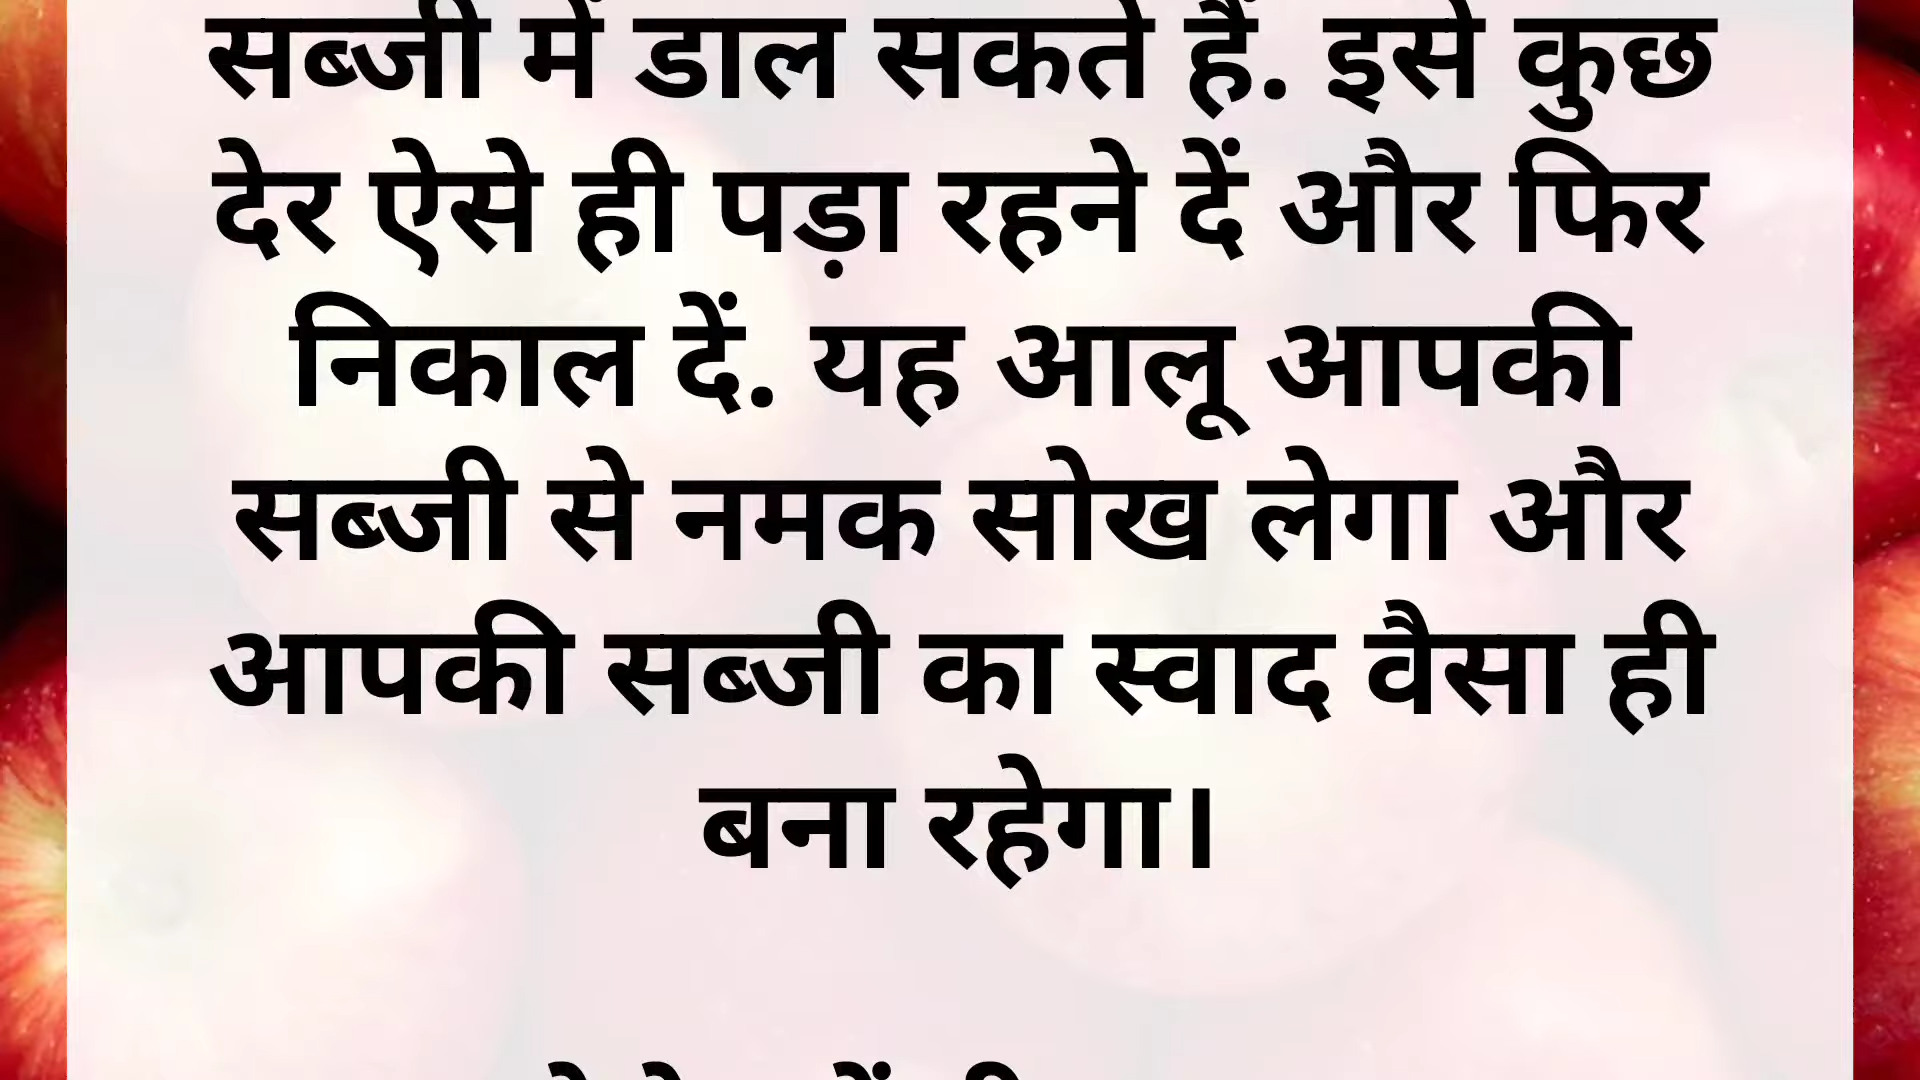 सब्जी में डाल सकते हैं. इसे कुछ
देर ऐसे ही पड़ा रहने दें और फिर
निकाल दें. यह आलू आपकी
सब्जी से नमक सोख लेगा और
आपकी सब्जी का स्वाद वैसा ही
बना रहेगा।